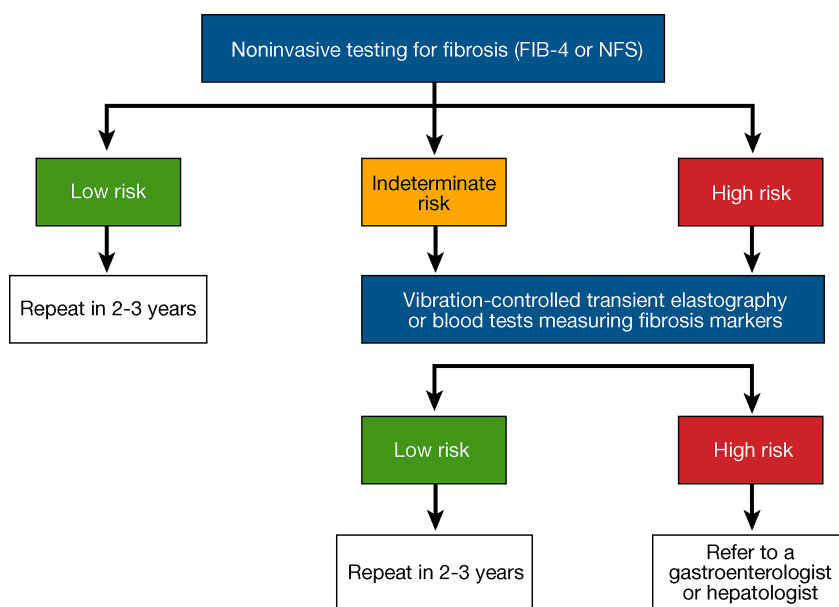 Noninvasive testing for fibrosis (FIB-4 or NFS)
Low risk
Indeterminate
risk
High risk
Repeat in 2-3 years
Vibration-controlled transient elastography
or blood tests measuring fibrosis markers
Low risk
High risk
Repeat in 2-3 years
Refer to a
gastroenterologist
or hepatologist